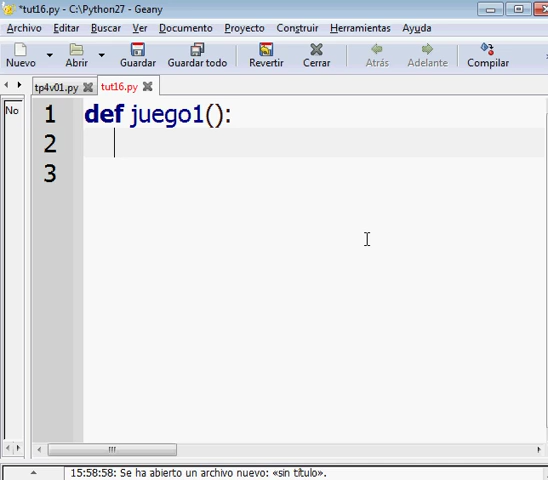 *tut16.py - C:\Python27 - Geany
Archivo Editar Buscar Ver Documento Proyecto Construir Herramientas Ayuda
Nuevo Abrir Guardar Guardar todo Revertir Cerrar Atrás Adelante Compilar
tp4v01.py tut16.py
No
1 def juego1():
2
3
15:58:58: Se ha abierto un archivo nuevo: «sin título».